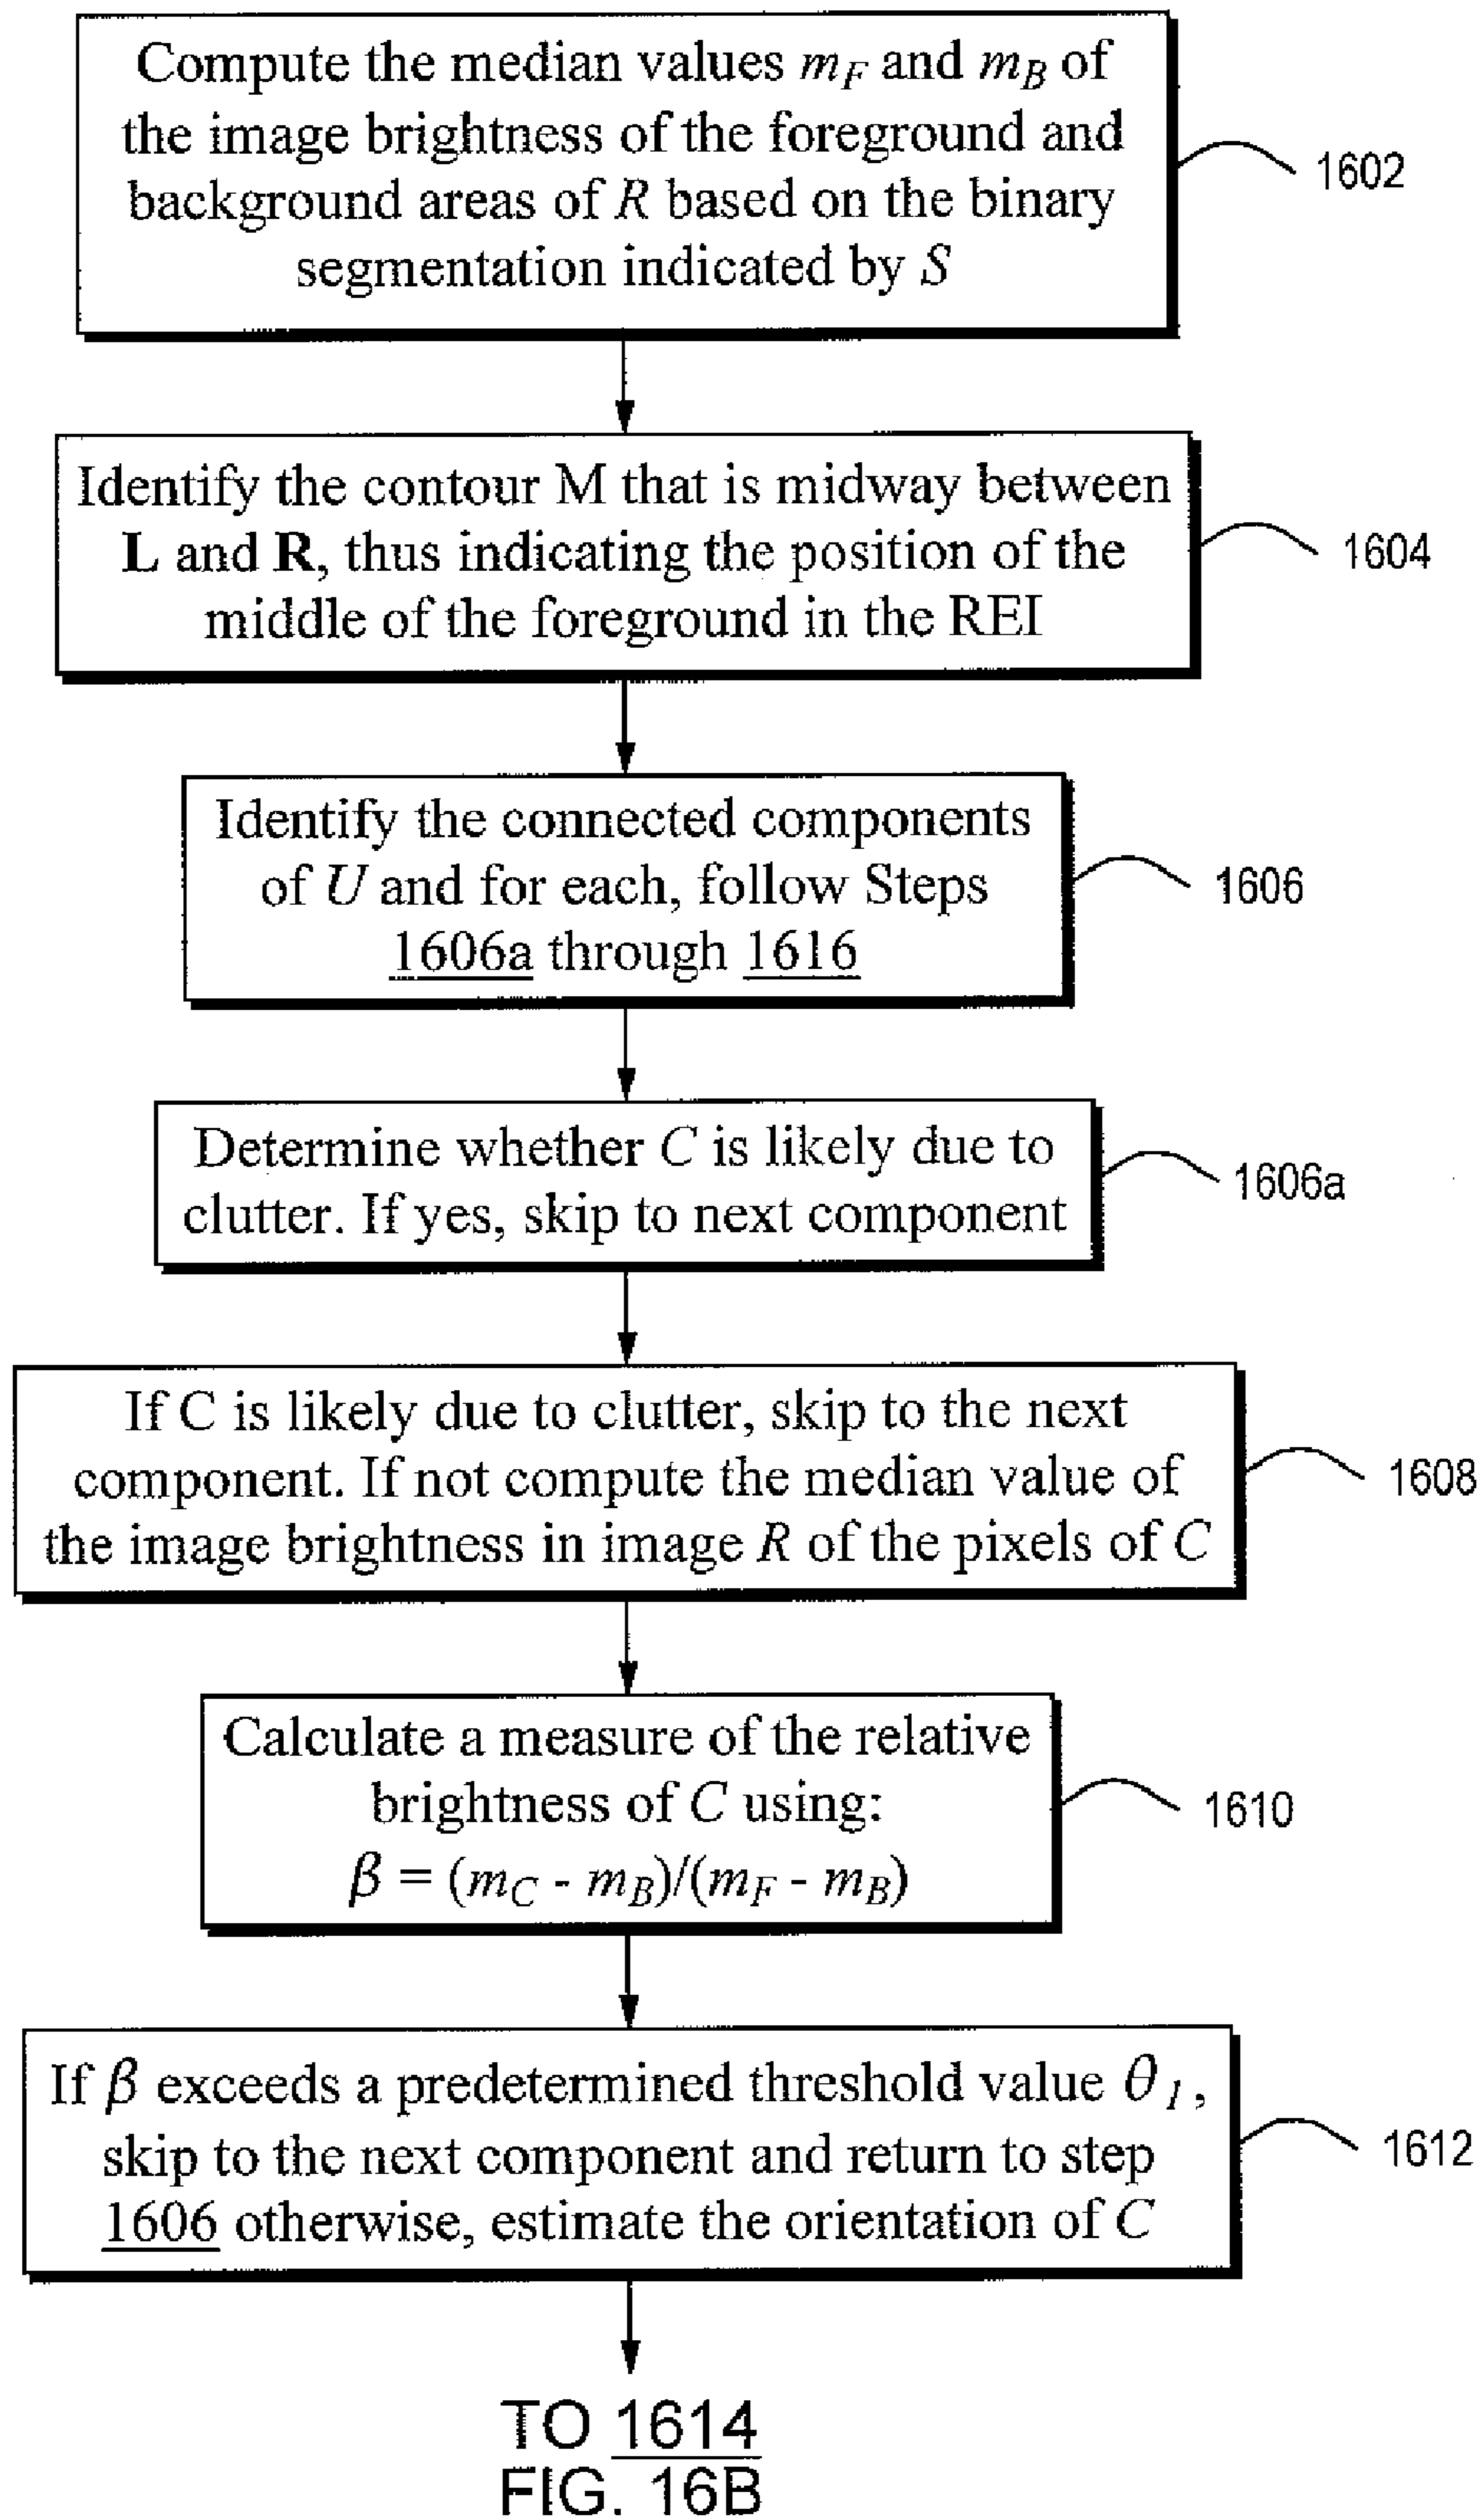 Compute the median values m_F and m_B of
the image brightness of the foreground and
background areas of R based on the binary
segmentation indicated by S
1602
Identify the contour M that is midway between
L and R, thus indicating the position of the
middle of the foreground in the REI
1604
Identify the connected components
of U and for each, follow Steps
1606a through 1616
1606
Determine whether C is likely due to
clutter. If yes, skip to next component
1606a
If C is likely due to clutter, skip to the next
component. If not compute the median value of
the image brightness in image R of the pixels of C
1608
Calculate a measure of the relative
brightness of C using:
β = (m_C - m_B)/(m_F - m_B)
1610
If β exceeds a predetermined threshold value θ_1,
skip to the next component and return to step
1606 otherwise, estimate the orientation of C
1612
TO 1614
FIG. 16B